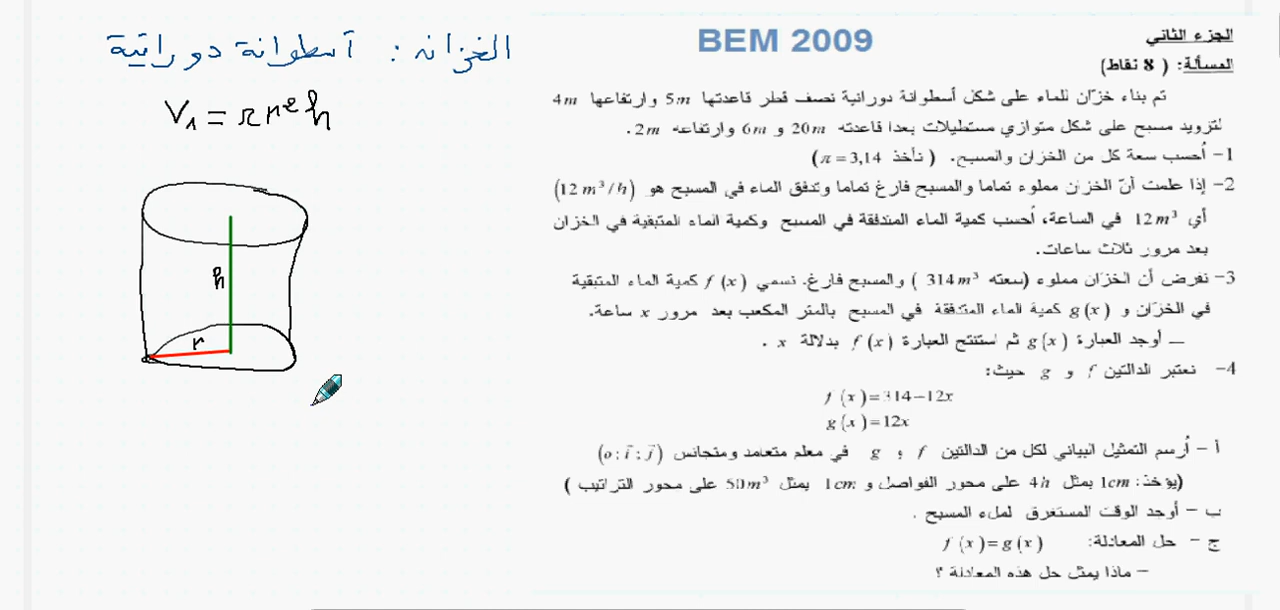 الخزان : أسطوانة دورانية
V₁ = π r² h
h
r
BEM 2009
الجزء الثاني
المسألة: ( 8 نقاط)
تم بناء خزّان للماء على شكل أسطوانة دورانية نصف قطر قاعدتها 5m وارتفاعها 4m
لتزويد مسبح على شكل متوازي مستطيلات بعدا قاعدته 20m و 6m وارتفاعه 2m.
1- أحسب سعة كل من الخزان والمسبح. ( نأخذ π = 3,14)
2- إذا علمت أنّ الخزان مملوء تماما والمسبح فارغ تماما وتدفق الماء في المسبح هو (12 m³/h)
أي 12 m³ في الساعة، أحسب كمية الماء المتدفقة في المسبح وكمية الماء المتبقية في الخزان
بعد مرور ثلاث ساعات.
3- نفرض أن الخزان مملوء (سعته 314 m³ ) والمسبح فارغ. نسمي f (x) كمية الماء المتبقية
في الخزّان و g (x) كمية الماء المتدفقة في المسبح بالمتر المكعب بعد مرور x ساعة.
– أوجد العبارة g (x) ثم استنتج العبارة f (x) بدلالة x .
4- نعتبر الدالتين f و g حيث:
f (x)=314−12x
g (x)=12x
أ – أرسم التمثيل البياني لكل من الدالتين f و g في معلم متعامد ومتجانس (o ; i⃗ ; j⃗)
(يؤخذ: 1cm يمثل 4h على محور الفواصل و 1cm يمثل 50m³ على محور التراتيب )
ب – أوجد الوقت المستغرق لملء المسبح .
ج – حل المعادلة: f (x)= g (x)
– ماذا يمثل حل هذه المعادلة ؟